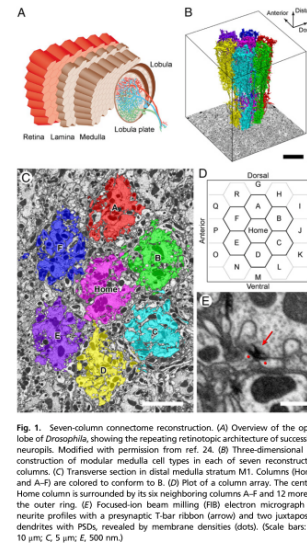 A
Lobula
Retina Lamina Medulla
Lobula plate
B
Anterior
C
A
F
B
Home
E
C
D
D
Dorsal
G
R H
Q A I
F B
Anterior
P Home J
E C
O K
D
N L
M
Ventral
E
Fig. 1. Seven-column connectome reconstruction. (A) Overview of the op
lobe of Drosophila, showing the repeating retinotopic architecture of success
neuropils. Modified with permission from ref. 24. (B) Three-dimensional
construction of modular medulla cell types in each of seven reconstruct
columns. (C) Transverse section in distal medulla stratum M1. Columns (Hom
and A–F) are colored to conform to B. (D) Plot of a column array. The cent
Home column is surrounded by its six neighboring columns A–F and 12 more
the outer ring. (E) Focused-ion beam milling (FIB) electron micrograph
neurite profiles with a presynaptic T-bar ribbon (arrow) and two juxtapos
dendrites with PSDs, revealed by membrane densities (dots). (Scale bars:
10 μm; C, 5 μm; E, 500 nm.)